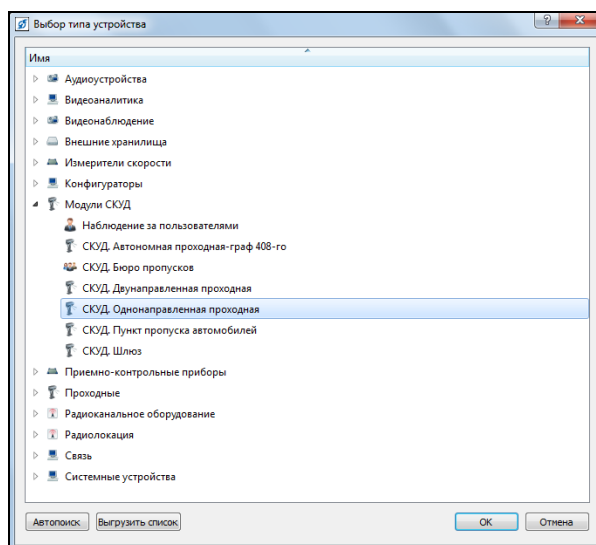 Выбор типа устройства
Имя
Аудиоустройства
Видеоаналитика
Видеонаблюдение
Внешние хранилища
Измерители скорости
Конфигураторы
Модули СКУД
Наблюдение за пользователями
СКУД. Автономная проходная-граф 408-го
СКУД. Бюро пропусков
СКУД. Двунаправленная проходная
СКУД. Однонаправленная проходная
СКУД. Пункт пропуска автомобилей
СКУД. Шлюз
Приемно-контрольные приборы
Проходные
Радиоканальное оборудование
Радиолокация
Связь
Системные устройства
Автопоиск Выгрузить список OK Отмена